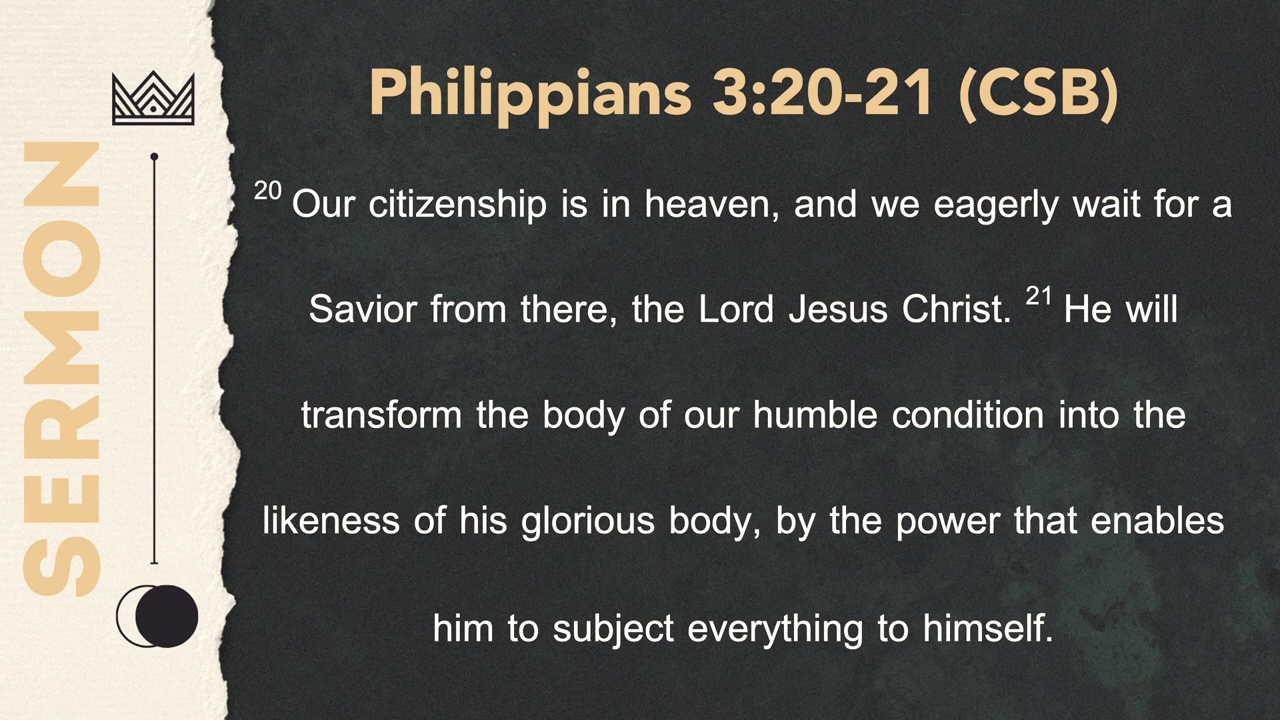 SERMON
Philippians 3:20-21 (CSB)
20 Our citizenship is in heaven, and we eagerly wait for a
Savior from there, the Lord Jesus Christ. 21 He will
transform the body of our humble condition into the
likeness of his glorious body, by the power that enables
him to subject everything to himself.